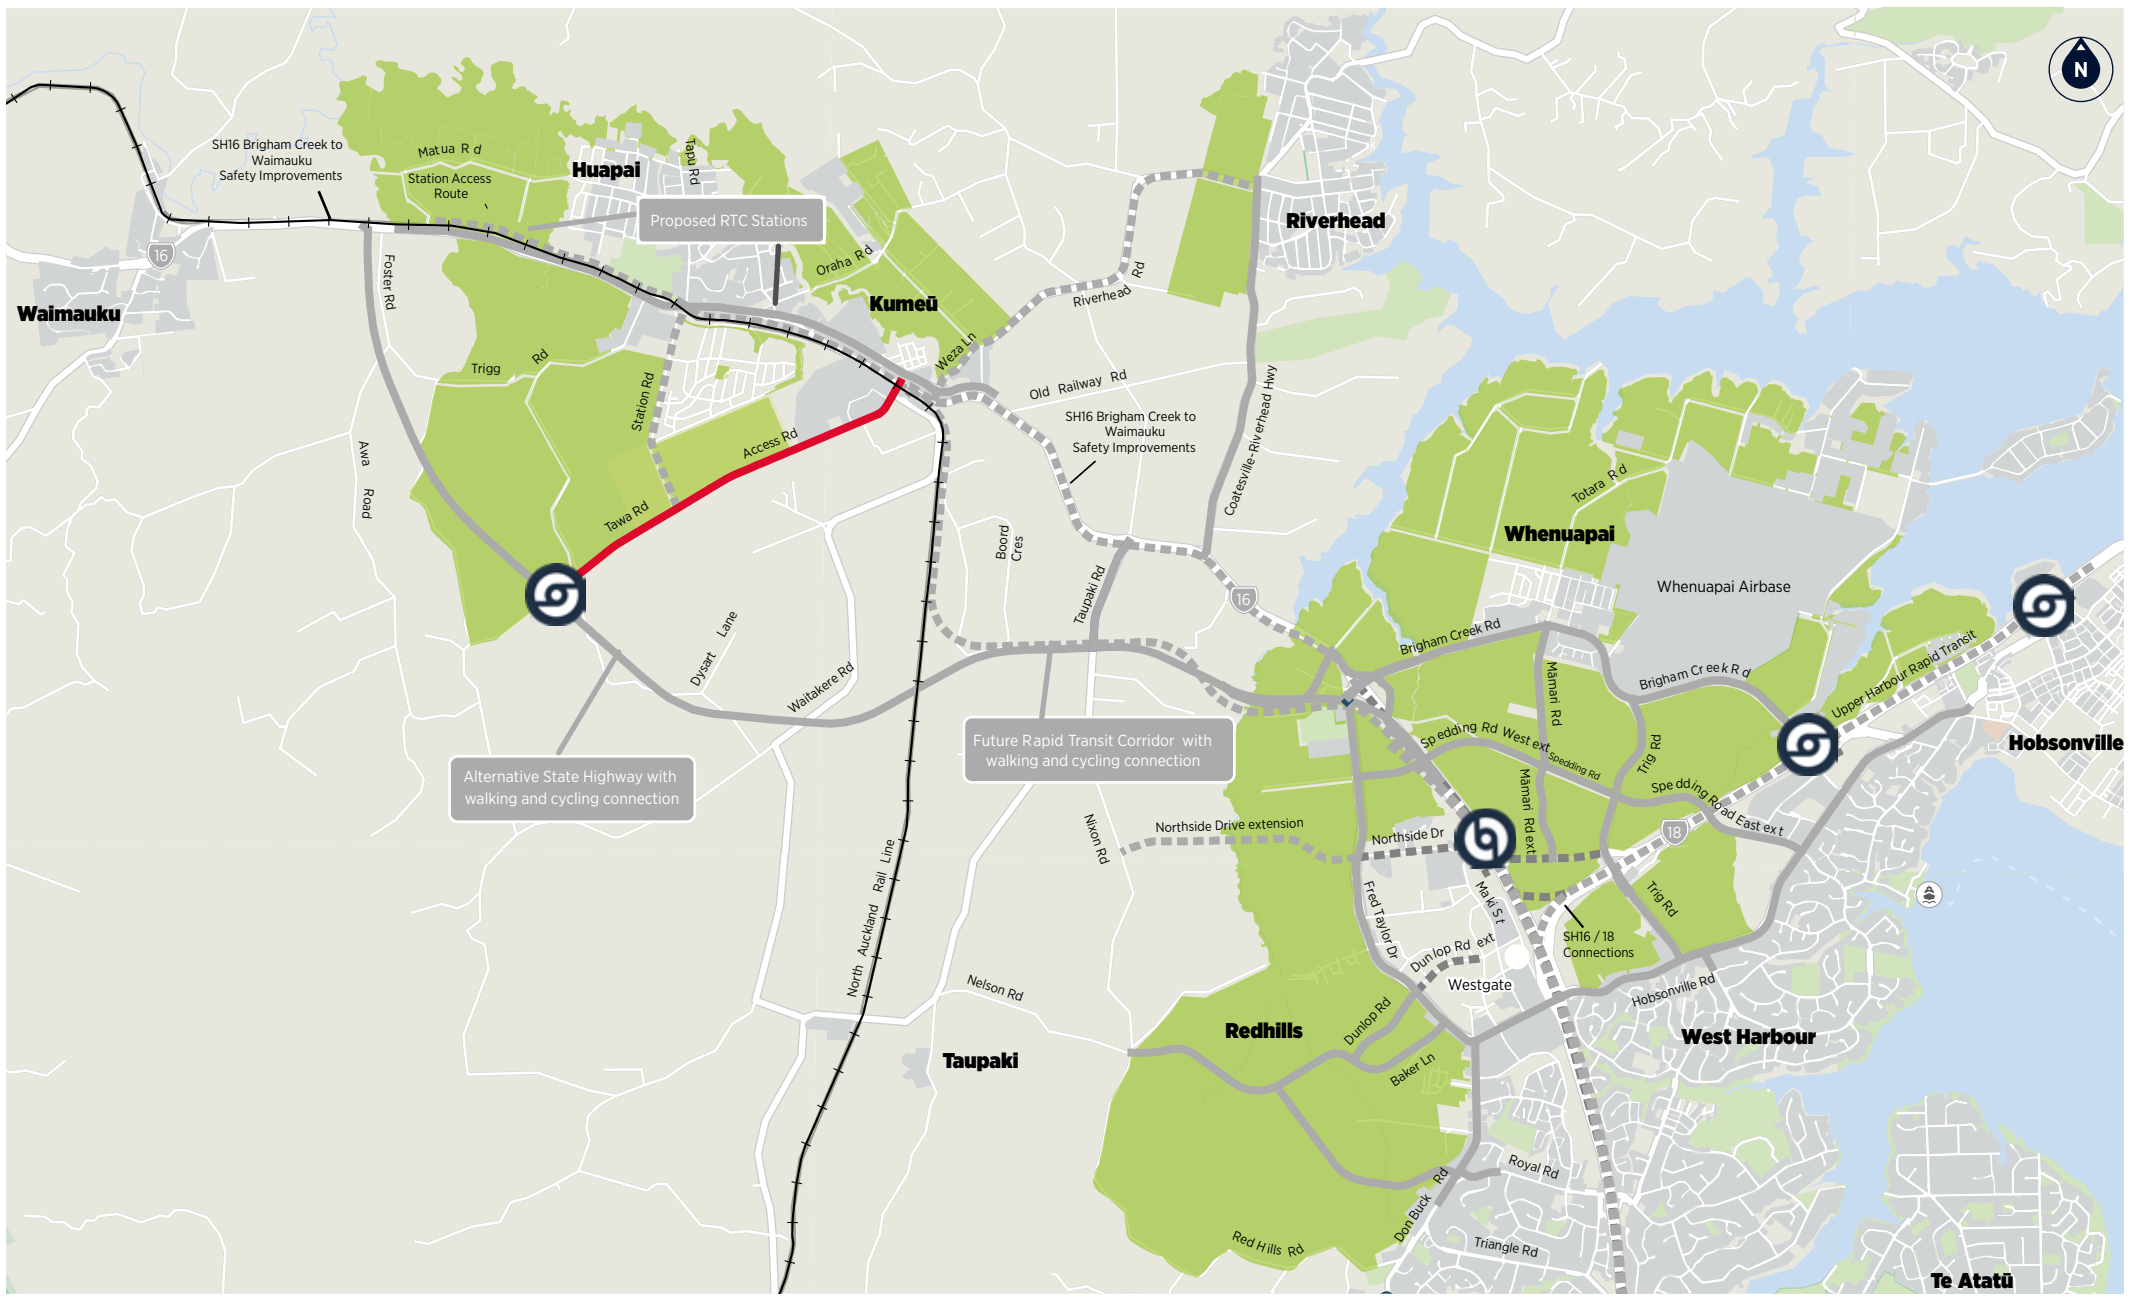 N
SH16 Brigham Creek to
Waimauku
Safety Improvements
Matua Rd
Station Access
Route
Huapai
Tapu Rd
Proposed RTC Stations
Riverhead
16
Waimauku
Foster Rd
Oraha Rd
Kumeū
Riverhead Rd
Weza Ln
Trigg Rd
Station Rd
Old Railway Rd
SH16 Brigham Creek to
Waimauku
Safety Improvements
Coatesville-Riverhead Hwy
Access Rd
Awa Road
Tawa Rd
Totara Rd
Whenuapai
Whenuapai Airbase
Boord
Cres
Taupaki Rd
16
Dysart Lane
Waitakere Rd
Brigham Creek Rd
Brigham Creek Rd
Māmari Rd
Upper Harbour Rapid Transit
Hobsonville
Future Rapid Transit Corridor with
walking and cycling connection
Alternative State Highway with
walking and cycling connection
Spedding Rd West ext
Spedding Rd
Trig Rd
Māmari Rd ext
Spedding Road East ext
18
Nixon Rd
Northside Drive extension
Northside Dr
North Auckland Rail Line
Fred Taylor Dr
Maki St
Trig Rd
SH16 / 18
Connections
Dunlop Rd ext
Westgate
Nelson Rd
Hobsonville Rd
Dunlop Rd
Redhills
West Harbour
Taupaki
Baker Ln
Royal Rd
Don Buck Rd
Red Hills Rd
Triangle Rd
Te Atatū